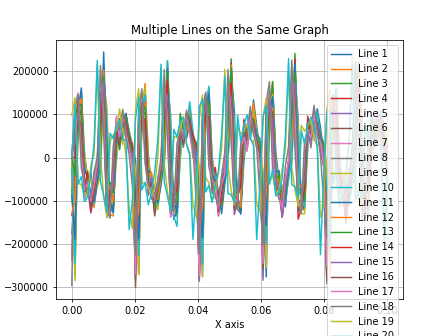 Multiple Lines on the Same Graph
200000
100000
0
−100000
−200000
−300000
0.00
0.02
0.04
0.06
0.08
X axis
Line 1
Line 2
Line 3
Line 4
Line 5
Line 6
Line 7
Line 8
Line 9
Line 10
Line 11
Line 12
Line 13
Line 14
Line 15
Line 16
Line 17
Line 18
Line 19
Line 20